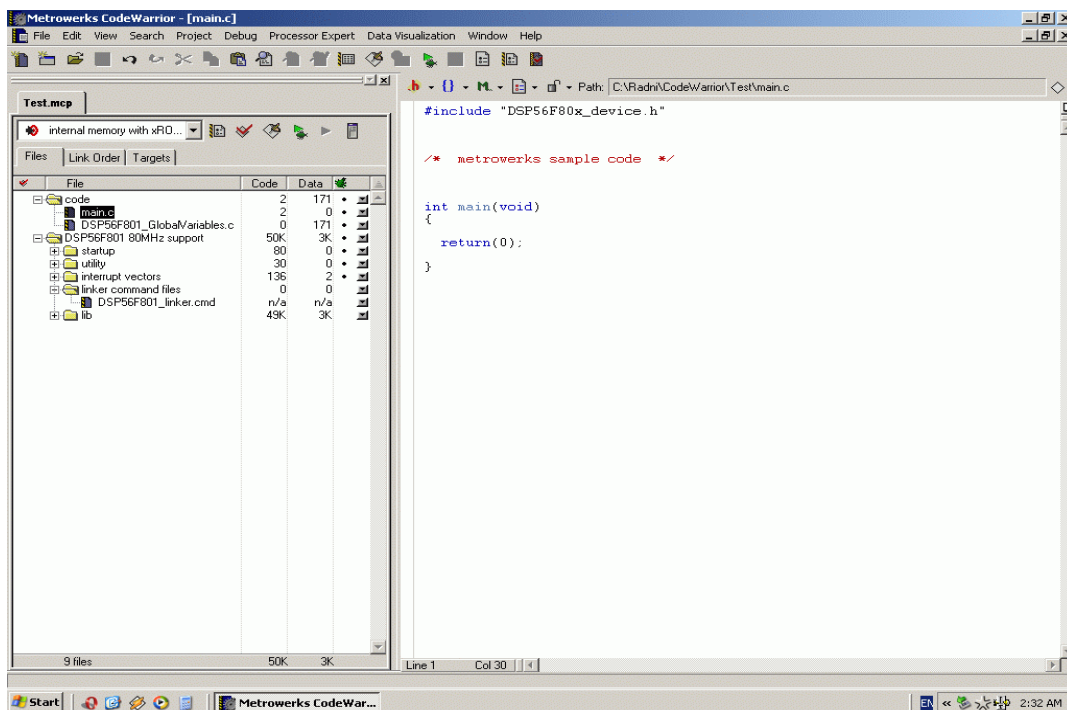 Metrowerks CodeWarrior - [main.c]
File Edit View Search Project Debug Processor Expert Data Visualization Window Help
Test.mcp
internal memory with xRO...
Files Link Order Targets
File Code Data
code 2 171
main.c 2 0
DSP56F801_GlobalVariables.c 0 171
DSP56F801 80MHz support 50K 3K
startup 80 0
utility 30 0
interrupt vectors 136 2
linker command files 0 0
DSP56F801_linker.cmd n/a n/a
lib 49K 3K
9 files 50K 3K
.h {} M. Path: C:\Radni\CodeWarrior\Test\main.c
#include "DSP56F80x_device.h"
/* metrowerks sample code */
int main(void)
{
return(0);
}
Line 1 Col 30
Start Metrowerks CodeWar... EN « 2:32 AM